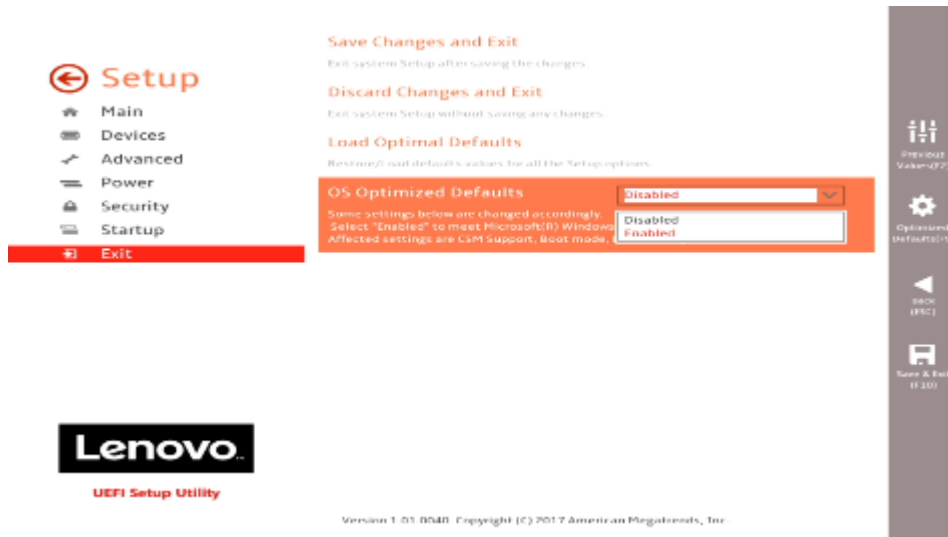 Setup
Main
Devices
Advanced
Power
Security
Startup
Exit
Save Changes and Exit
Exit system Setup after saving the changes.
Discard Changes and Exit
Exit system Setup without saving any changes.
Load Optimal Defaults
Restore/Load defaults values for all the Setup options.
OS Optimized Defaults
Disabled
Some settings below are changed accordingly.
Select "Enabled" to meet Microsoft(R) Windows
Affected settings are CSM Support, Boot mode,
Disabled
Enabled
Previous
Values(F7)
Optimized
Back
(ESC)
Save & Exit
(F10)
Lenovo
UEFI Setup Utility
Version 1.01.0040. Copyright (C) 2017 American Megatrends, Inc.